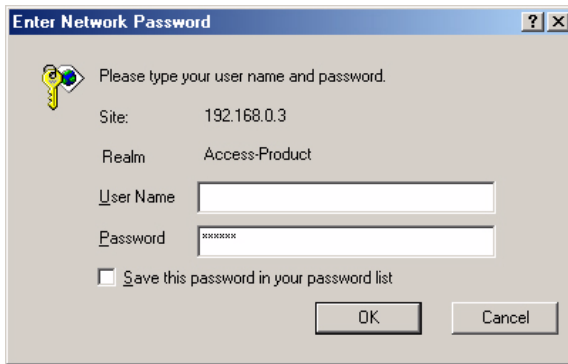 Enter Network Password
Please type your user name and password.
Site: 192.168.0.3
Realm Access-Product
User Name
Password xxxxxx
Save this password in your password list
OK Cancel